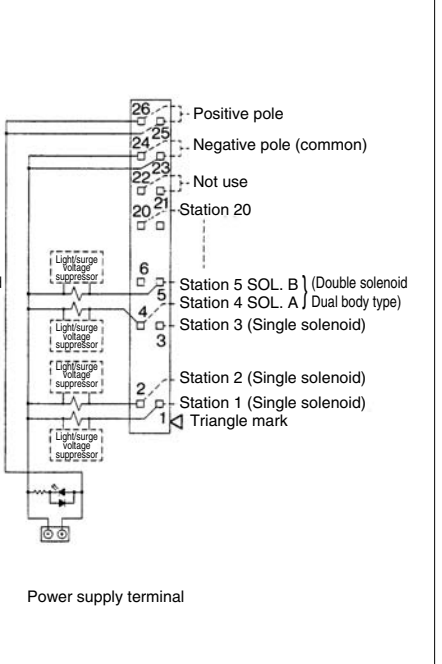 26
Positive pole
25
24
Negative pole (common)
23
22
Not use
21
20
Station 20
6
Light/surge
voltage
suppressor
Station 5 SOL. B
(Double solenoid
5
Station 4 SOL. A
Dual body type)
4
Light/surge
voltage
suppressor
Station 3 (Single solenoid)
3
Light/surge
voltage
suppressor
Station 2 (Single solenoid)
2
Station 1 (Single solenoid)
1
Triangle mark
Light/surge
voltage
suppressor
Power supply terminal